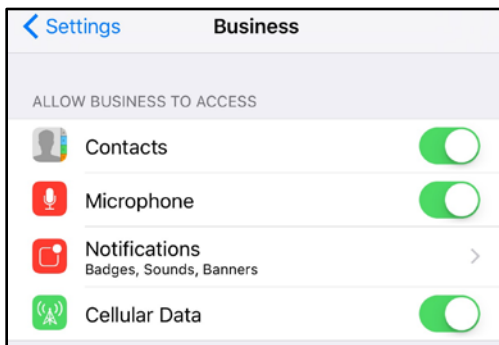 Settings
Business
ALLOW BUSINESS TO ACCESS
Contacts
Microphone
Notifications
Badges, Sounds, Banners
Cellular Data